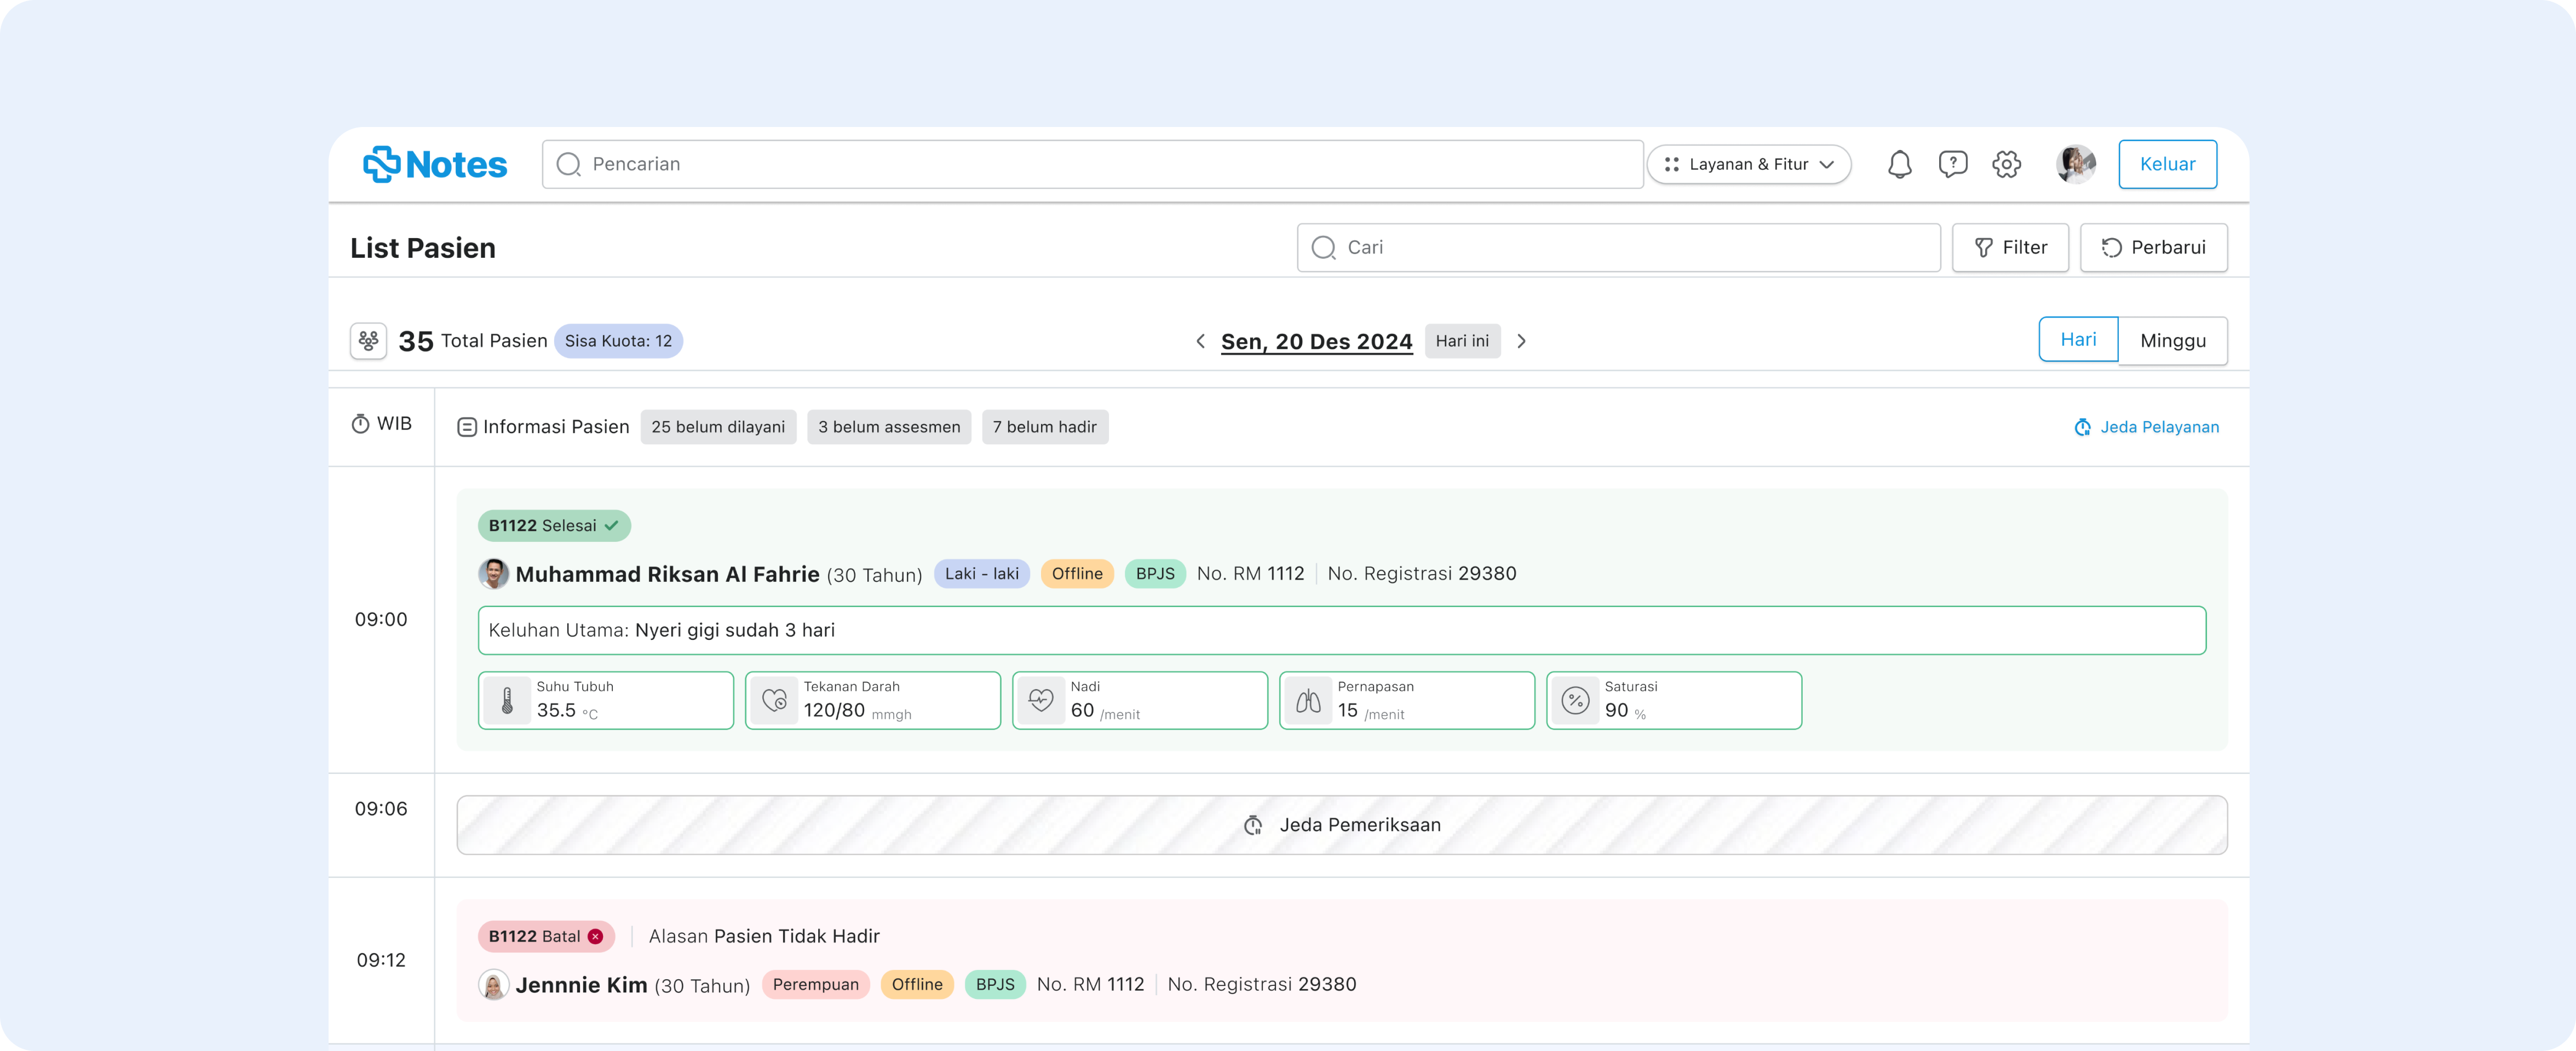 Notes
Pencarian
Layanan & Fitur
Keluar
List Pasien
Cari
Filter
Perbarui
35 Total Pasien Sisa Kuota: 12
Sen, 20 Des 2024 Hari ini
Hari Minggu
WIB
Informasi Pasien 25 belum dilayani 3 belum assesmen 7 belum hadir
Jeda Pelayanan
09:00
B1122 Selesai
Muhammad Riksan Al Fahrie (30 Tahun) Laki - laki Offline BPJS No. RM 1112 No. Registrasi 29380
Keluhan Utama: Nyeri gigi sudah 3 hari
Suhu Tubuh
35.5 °C
Tekanan Darah
120/80 mmgh
Nadi
60 /menit
Pernapasan
15 /menit
Saturasi
90 %
09:06
Jeda Pemeriksaan
09:12
B1122 Batal Alasan Pasien Tidak Hadir
Jennnie Kim (30 Tahun) Perempuan Offline BPJS No. RM 1112 No. Registrasi 29380